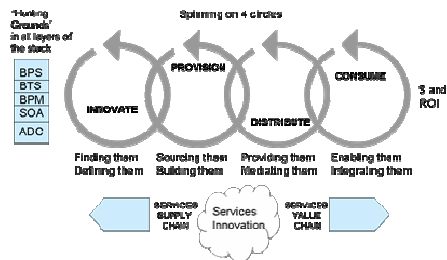 'Hunting
Grounds'
in all layers of
the stack
Spinning on 4 circles
BPS
BTS
BPM
SOA
ADC
INNOVATE
PROVISION
DISTRIBUTE
CONSUME
$ and
ROI
Finding them
Defining them
Sourcing them
Building them
Providing them
Mediating them
Enabling them
Integrating them
SERVICES
SUPPLY
CHAIN
Services
Innovation
SERVICES
VALUE
CHAIN